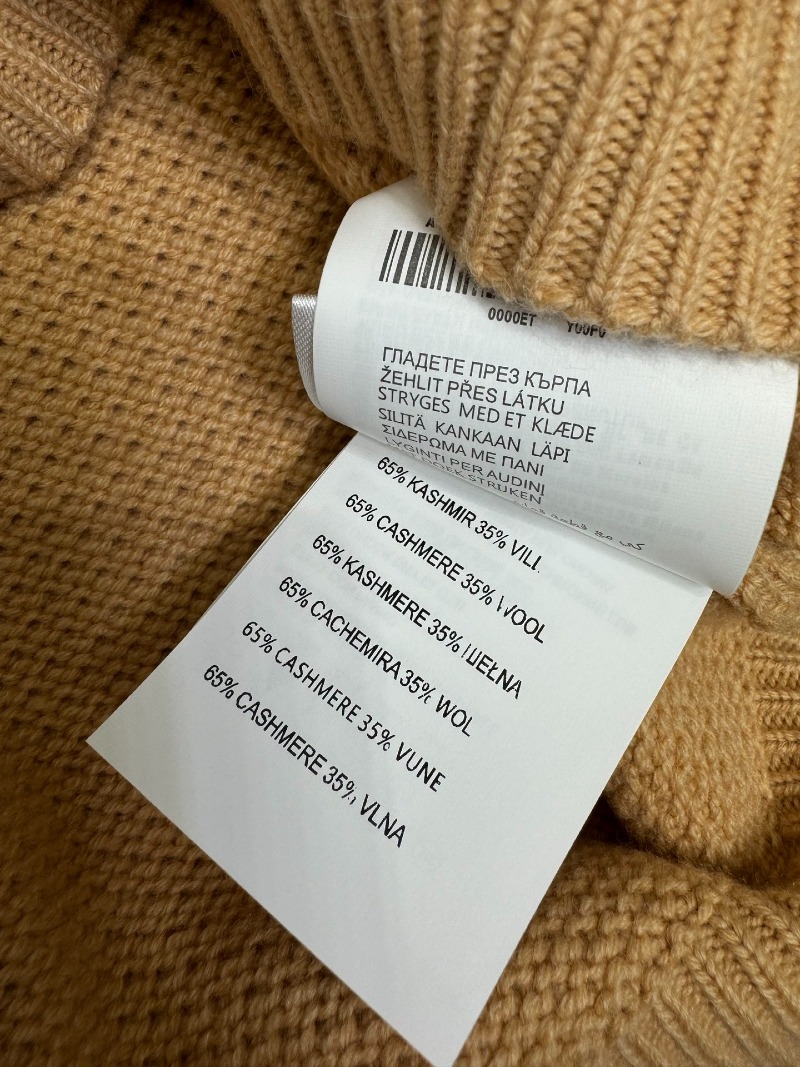 0000ET
ГЛАДЕТЕ ПРЕЗ КЪРПА
ŽEHLIT PŘES LÁTKU
STRYGES MED ET KLÆDE
SILITÄ KANKAAN LÄPI
ΣΙΔΕΡΩΜΑ ΜΕ ΠΑΝΙ
LYGINTI PER AUDINĮ
STRIJKEN
65% KASHMIR 35% VILL
65% CASHMERE 35% WOOL
65% KASHMERE 35% WEŁNA
65% CACHEMIRA 35% WOL
65% CASHMERE 35% VUNE
65% CASHMERE 35% VLNA